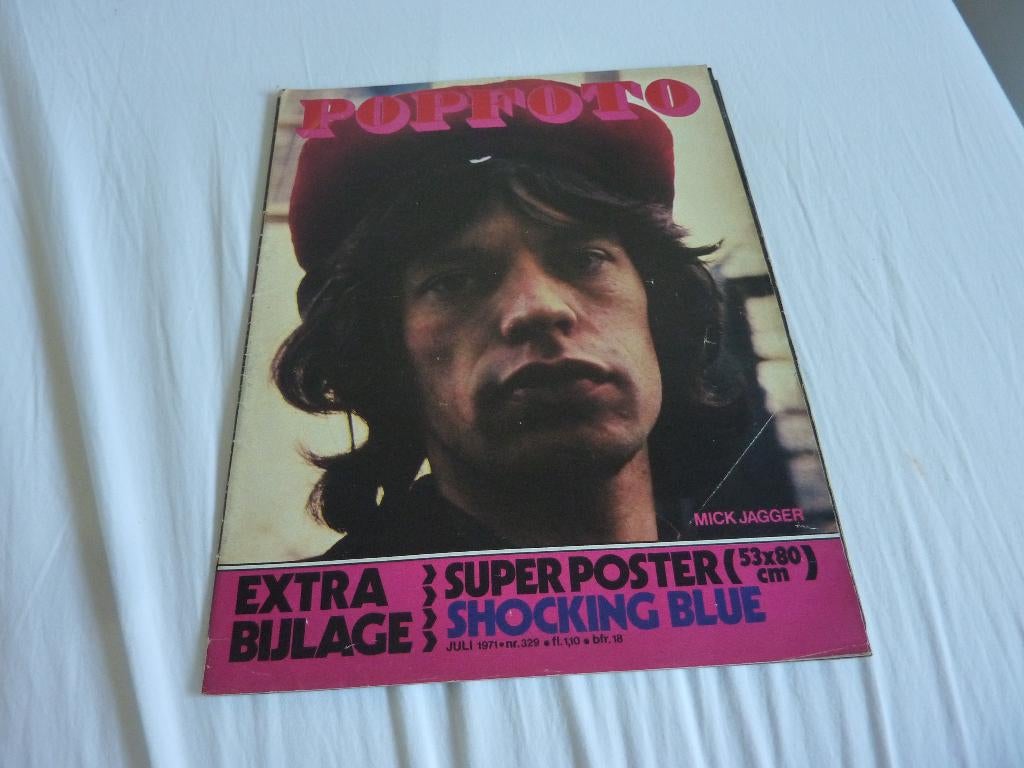 POPFOTO
MICK JAGGER
EXTRA
BIJLAGE
SUPER POSTER (53x80 cm)
SHOCKING BLUE
JULI 1971 • nr. 329 • fl. 1,10 • bfr. 18